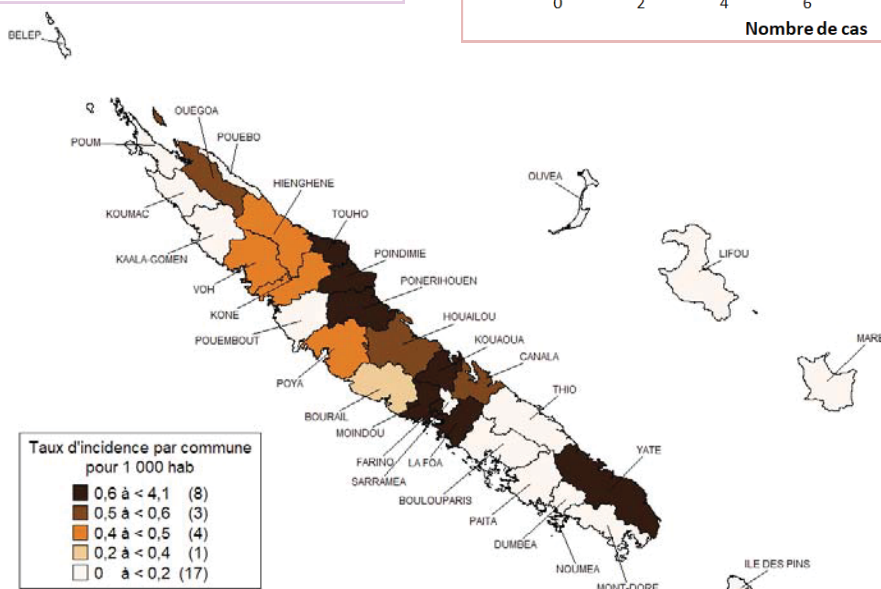 0 2 4 6
Nombre de cas
BELEP
OUEGOA
POUEBO
POUM
HIENGHENE
OUVEA
KOUMAC
TOUHO
LIFOU
KAALA-GOMEN
POINDIMIE
VOH
PONERIHOUEN
KONE
HOUAILOU
POUEMBOUT
KOUAOUA
MARE
CANALA
POYA
THIO
BOURAIL
MOINDOU
YATE
FARINO
LA FOA
SARRAMEA
BOULOUPARIS
PAITA
DUMBEA
NOUMEA
ILE DES PINS
MONT-DORE
Taux d'incidence par commune
pour 1 000 hab
0,6 à < 4,1 (8)
0,5 à < 0,6 (3)
0,4 à < 0,5 (4)
0,2 à < 0,4 (1)
0 à < 0,2 (17)